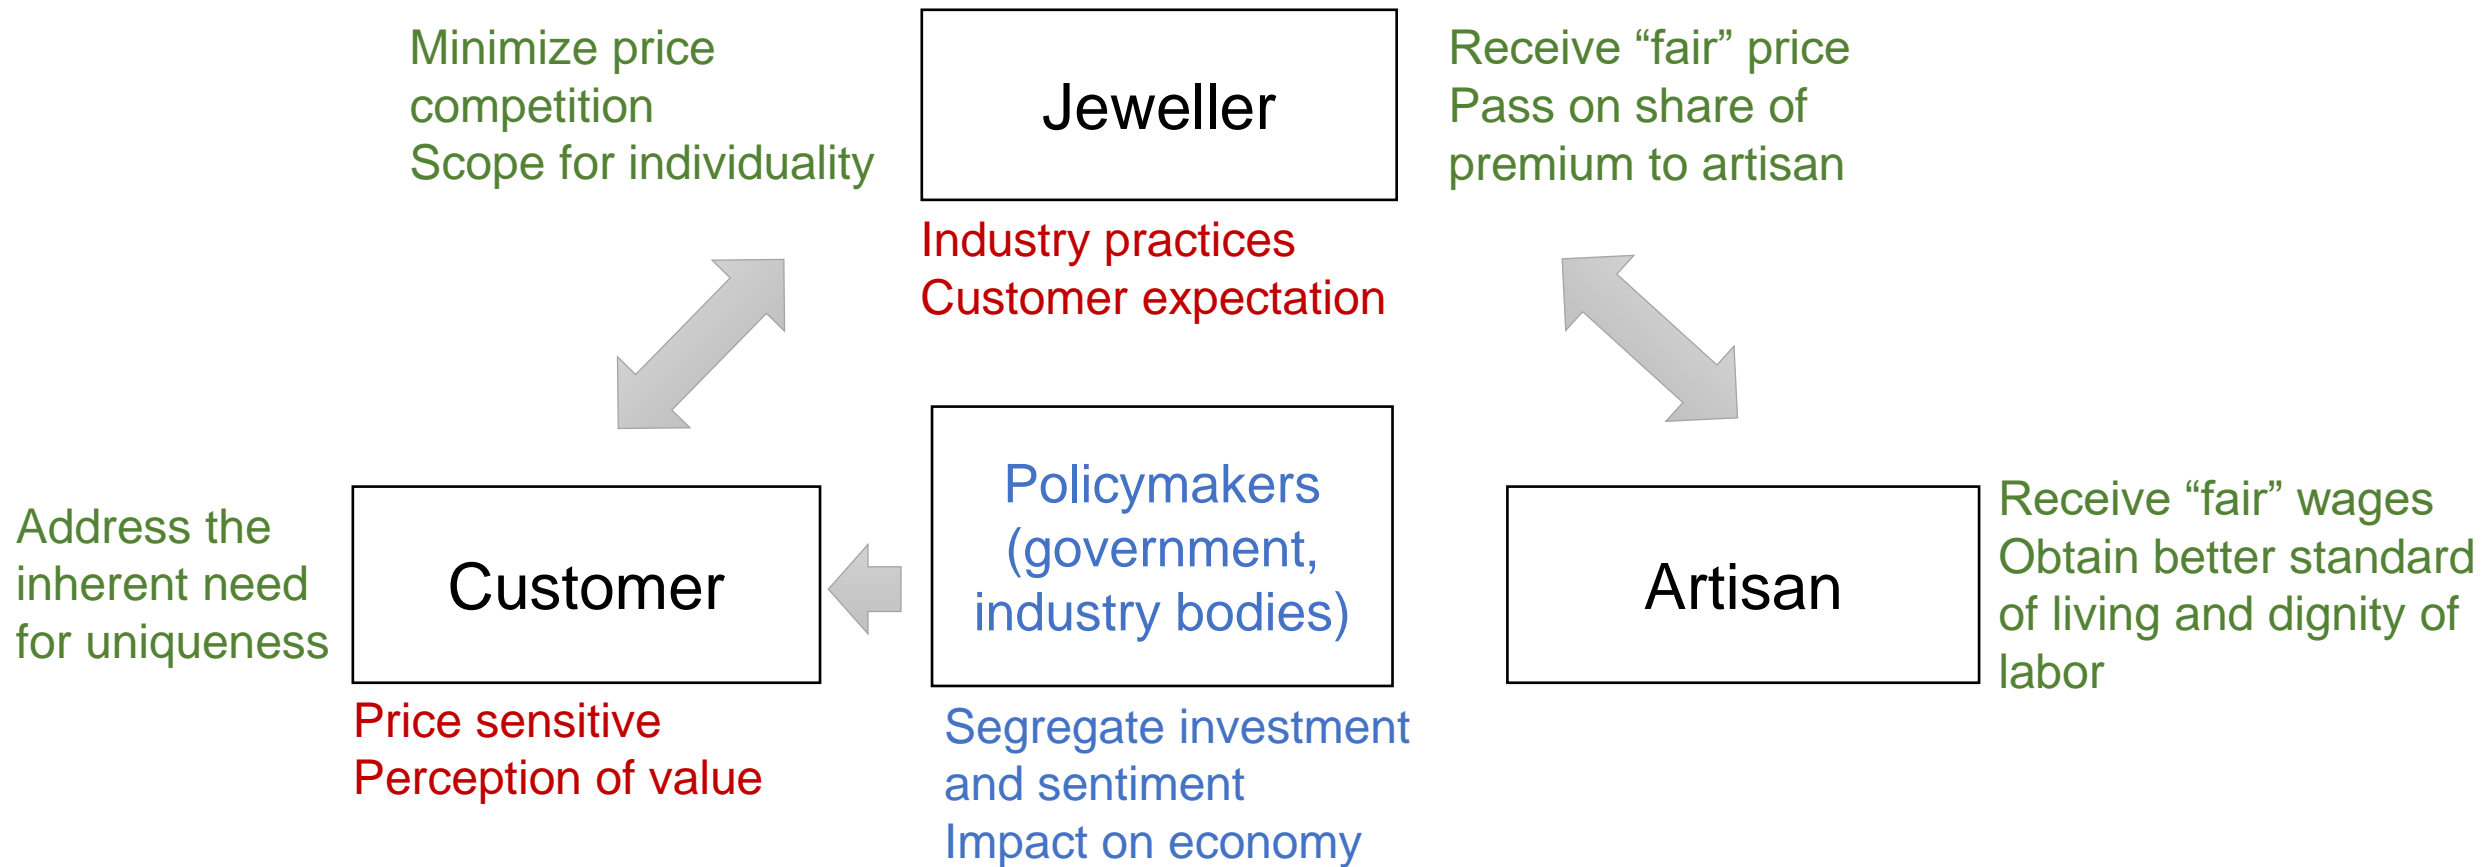 Minimize price
competition
Scope for individuality
Jeweller
Receive “fair” price
Pass on share of
premium to artisan
Industry practices
Customer expectation
Address the
inherent need
for uniqueness
Customer
Price sensitive
Perception of value
Policymakers
(government,
industry bodies)
Segregate investment
and sentiment
Impact on economy
Artisan
Receive “fair” wages
Obtain better standard
of living and dignity of
labor